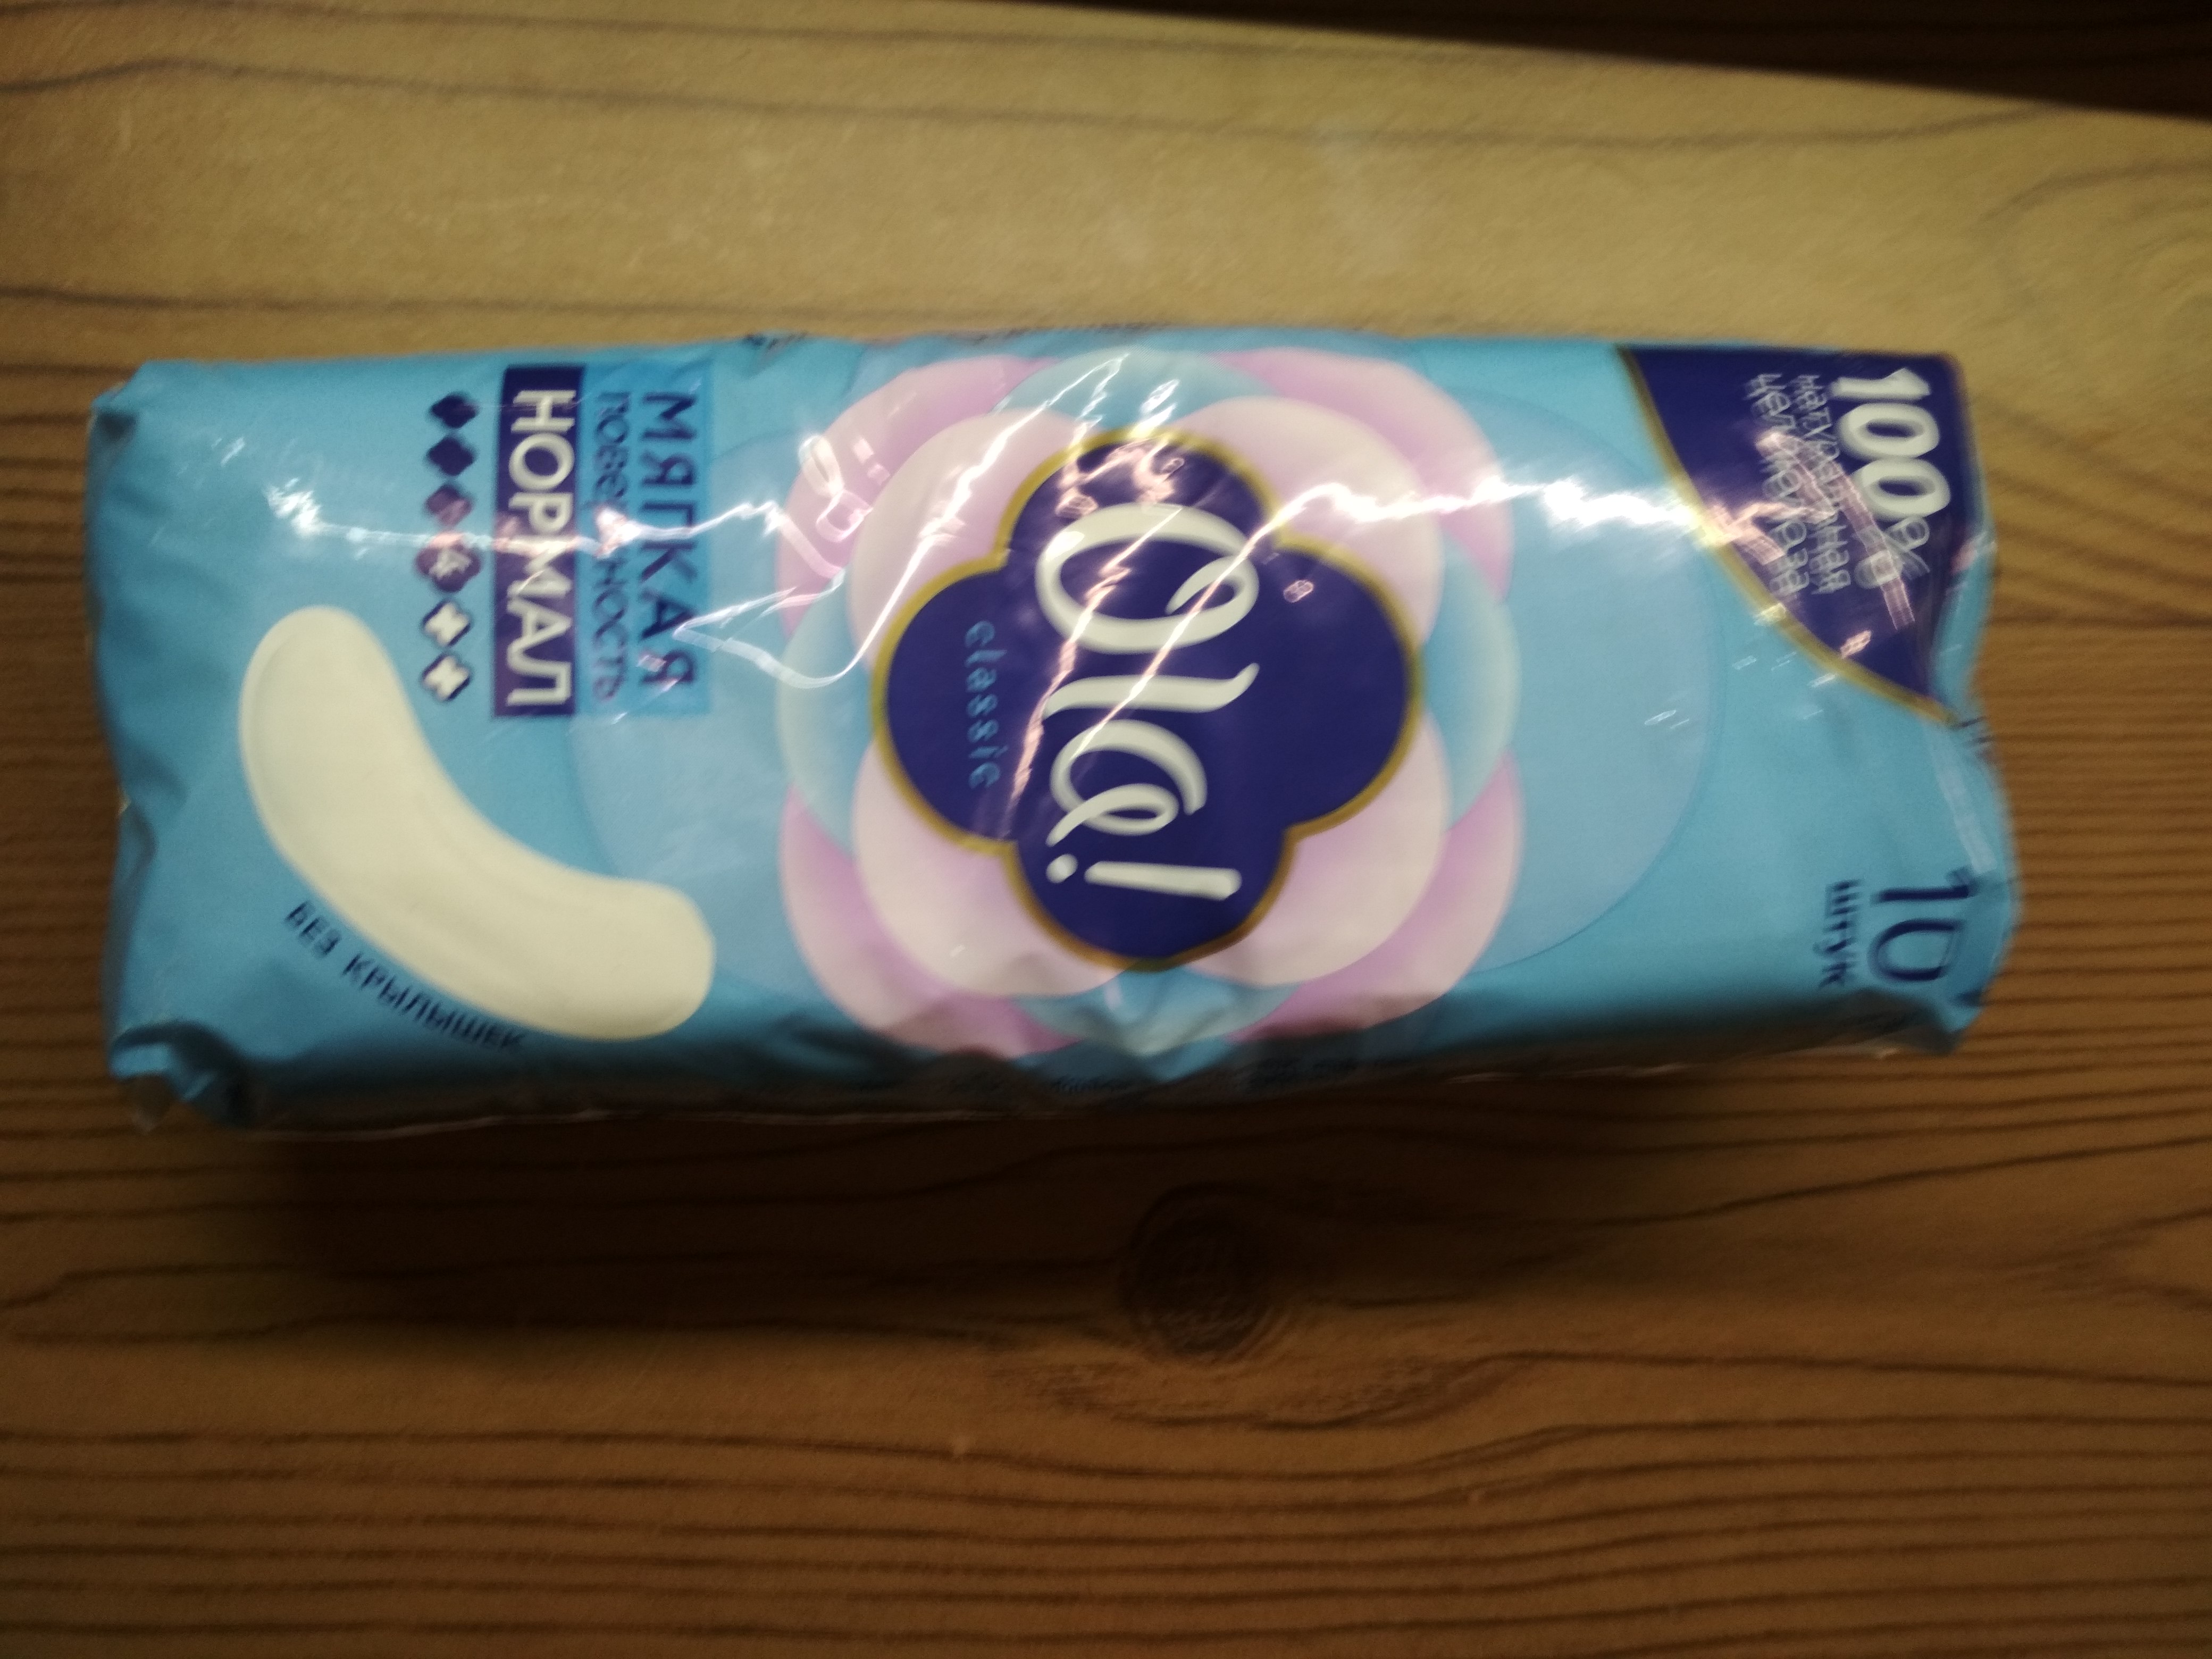 100%
натуральная
целлюлоза
10
штук
Ola!
classic
МЯГКАЯ
поверхность
НОРМАЛ
БЕЗ КРЫЛЫШЕК